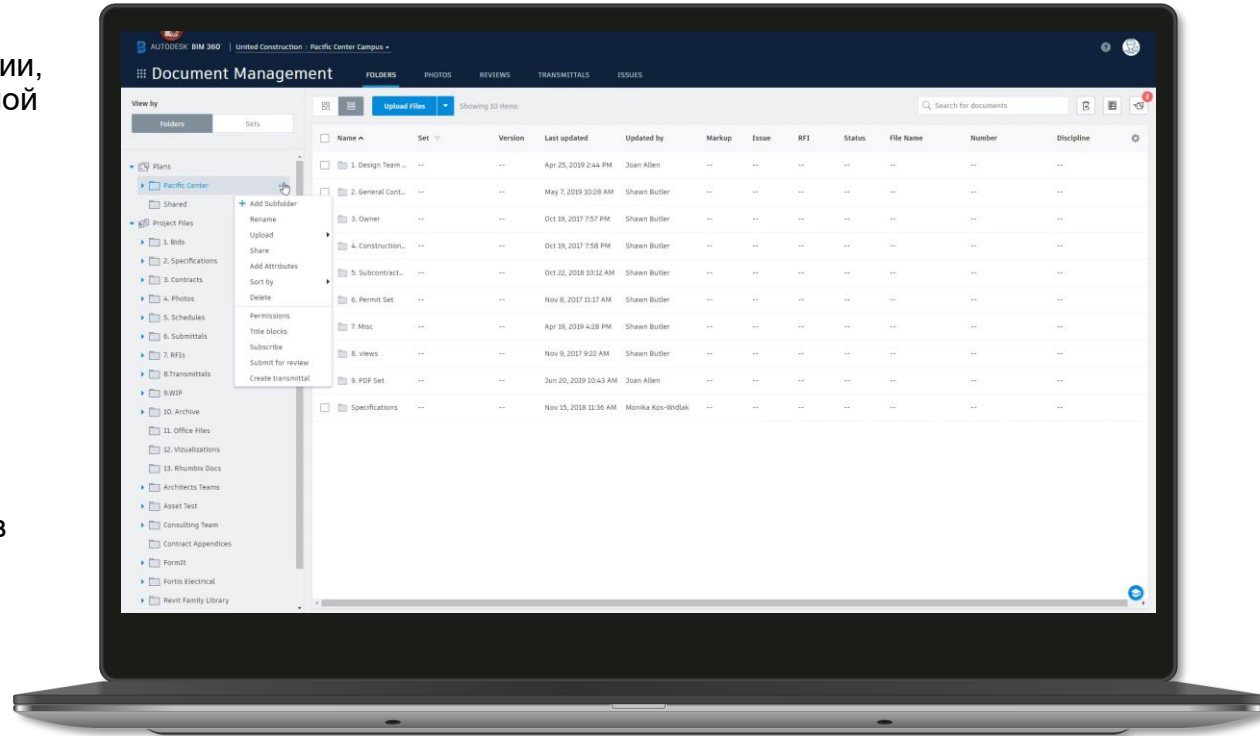 ии,
ной
в
AUTODESK BIM 360 | United Construction > Pacific Center Campus
Document Management FOLDERS PHOTOS REVIEWS TRANSMITTALS ISSUES
View by
Folders Sets
Upload Files Showing 10 items Search for documents 2
Name Set Version Last updated Updated by Markup Issue RFI Status File Name Number Discipline
1. Design Team .. -- -- Apr 25, 2019 2:44 PM Joan Allen -- -- -- -- -- -- --
2. General Cont.. -- -- May 7, 2019 10:28 AM Shawn Butler -- -- -- -- -- -- --
3. Owner -- -- Oct 19, 2017 7:57 PM Shawn Butler -- -- -- -- -- -- --
4. Construction.. -- -- Oct 19, 2017 7:58 PM Shawn Butler -- -- -- -- -- -- --
5. Subcontract.. -- -- Oct 22, 2018 10:12 AM Shawn Butler -- -- -- -- -- -- --
6. Permit Set -- -- Nov 8, 2017 11:17 AM Shawn Butler -- -- -- -- -- -- --
7. Misc -- -- Apr 19, 2019 4:28 PM Shawn Butler -- -- -- -- -- -- --
8. views -- -- Nov 9, 2017 9:22 AM Shawn Butler -- -- -- -- -- -- --
9. PDF Set -- -- Jun 20, 2019 10:43 AM Joan Allen -- -- -- -- -- -- --
Specifications -- -- Nov 15, 2018 11:36 AM Monika Kos-Widlak -- -- -- -- -- -- --
Plans
Pacific Center
Shared
Project Files
1. Bids
2. Specifications
3. Contracts
4. Photos
5. Schedules
6. Submittals
7. RFIs
8.Transmittals
9.WIP
10. Archive
11. Office Files
12. Vizualizations
13. Rhumbix Docs
Architects Teams
Asset Test
Consulting Team
Contract Appendices
FormIt
Fortis Electrical
Revit Family Library
+ Add Subfolder
Rename
Upload
Share
Add Attributes
Sort by
Delete
Permissions
Title blocks
Subscribe
Submit for review
Create transmittal